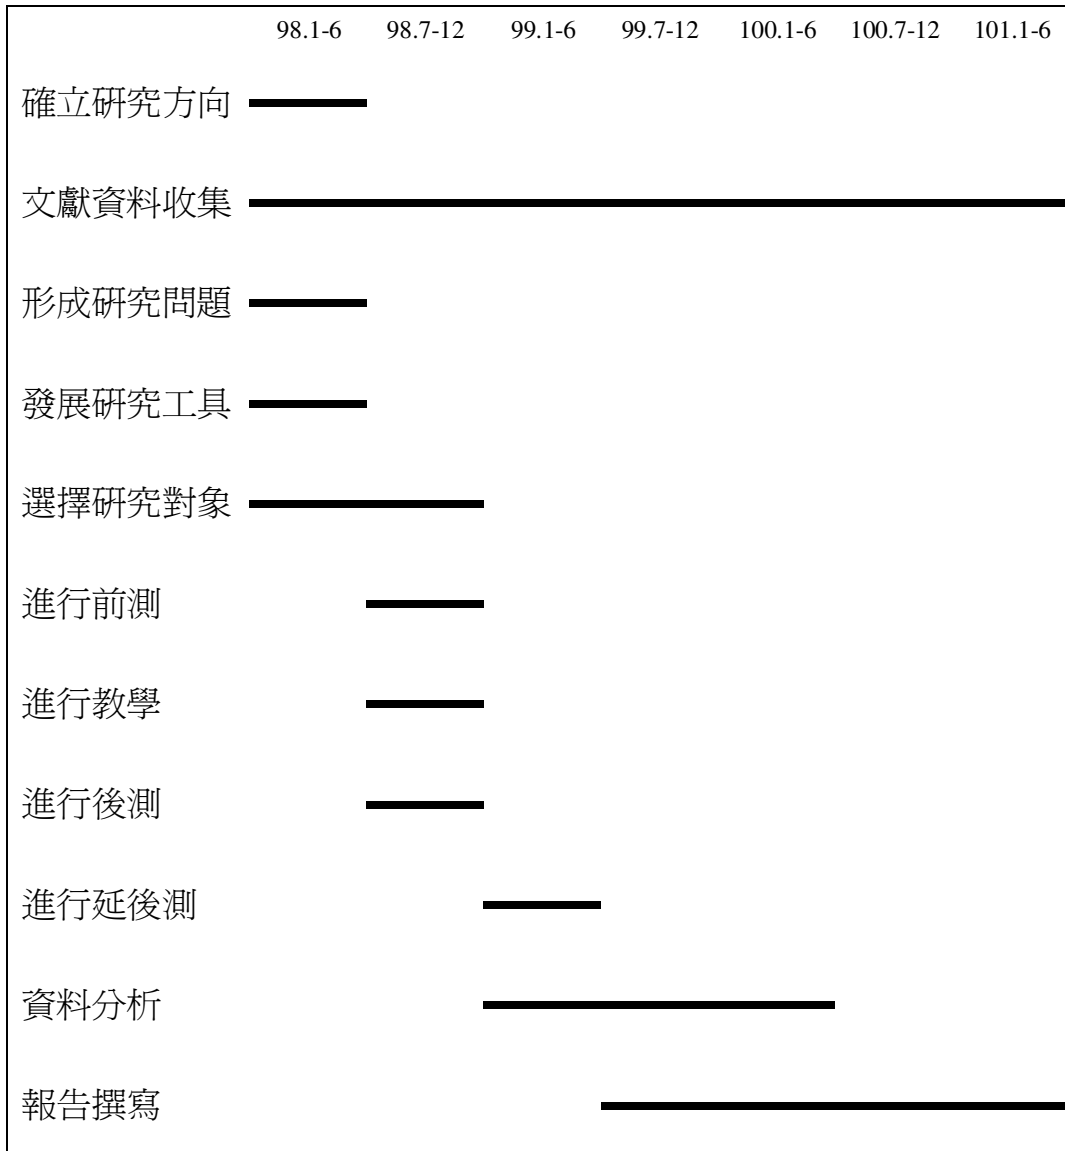 98.1-6 98.7-12 99.1-6 99.7-12 100.1-6 100.7-12 101.1-6
確立研究方向
文獻資料收集
形成研究問題
發展研究工具
選擇研究對象
進行前測
進行教學
進行後測
進行延後測
資料分析
報告撰寫